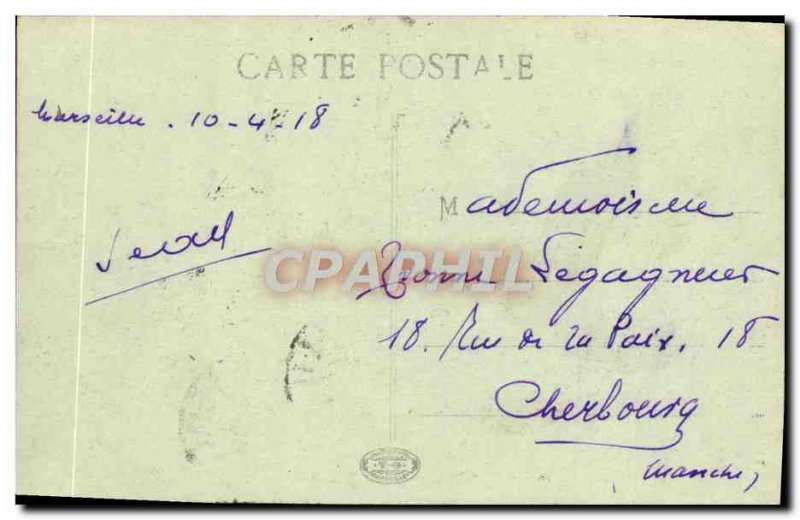 CARTE POSTALE
Marseille . 10-4-18
Mademoiselle
Legagneur
18. Rue de la Paix. 18
Cherbourg
(Manche)
CPAPHIL